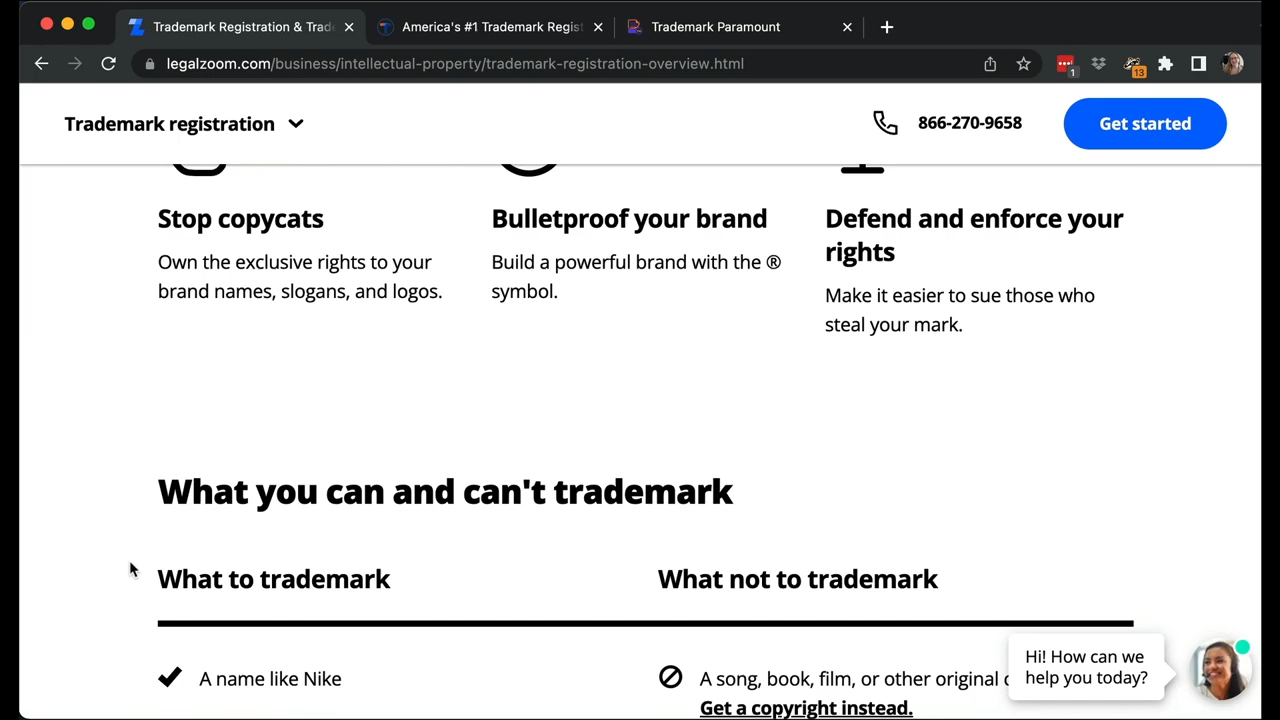 Trademark Registration & Trad
America's #1 Trademark Regist
Trademark Paramount
legalzoom.com/business/intellectual-property/trademark-registration-overview.html
1
13
Trademark registration
866-270-9658
Get started
Stop copycats
Own the exclusive rights to your
brand names, slogans, and logos.
Bulletproof your brand
Build a powerful brand with the ®
symbol.
Defend and enforce your
rights
Make it easier to sue those who
steal your mark.
What you can and can't trademark
What to trademark
What not to trademark
A name like Nike
A song, book, film, or other original
Get a copyright instead.
Hi! How can we
help you today?